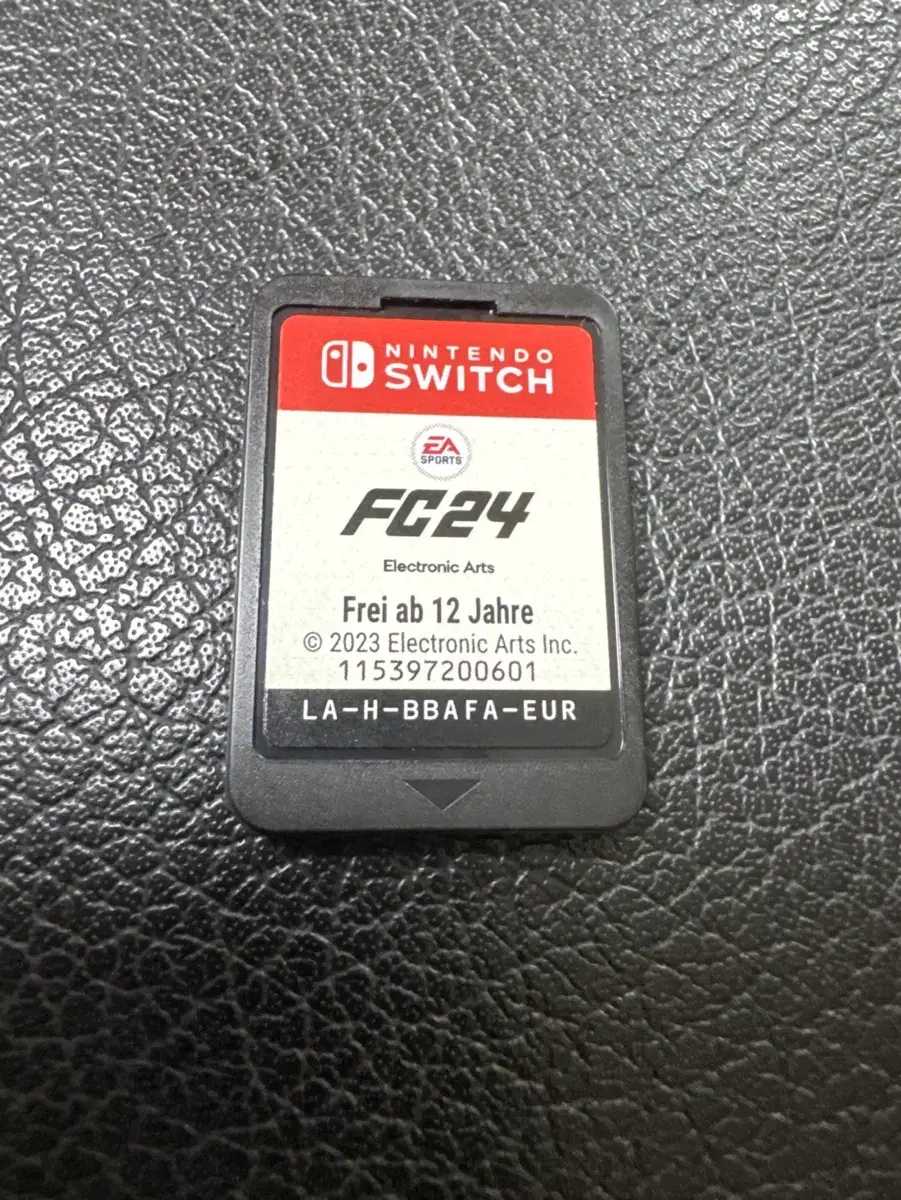 NINTENDO
SWITCH
EA
SPORTS
FC24
Electronic Arts
Frei ab 12 Jahre
© 2023 Electronic Arts Inc.
115397200601
LA-H-BBAFA-EUR